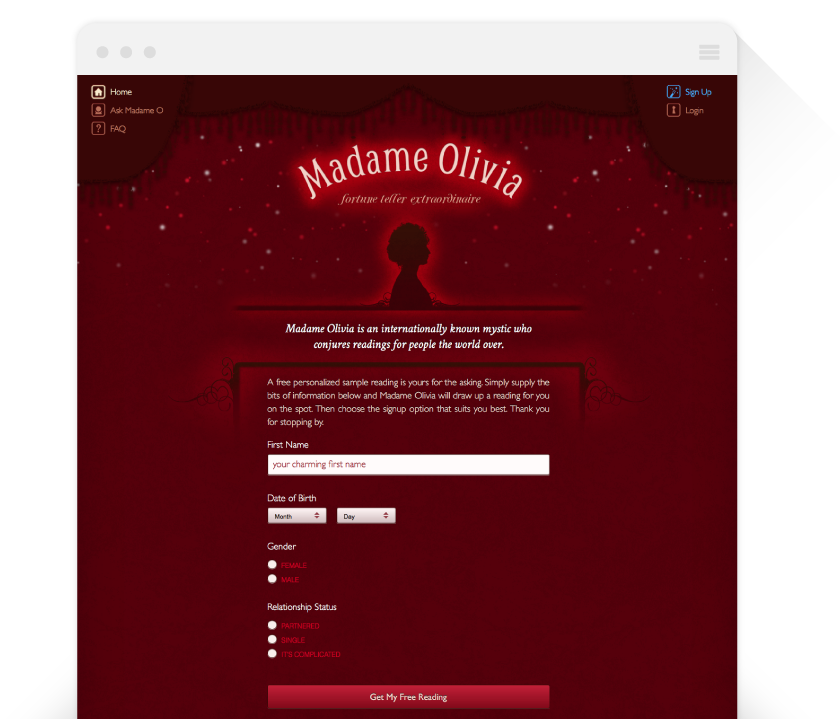 Home
Ask Madame O
? FAQ
Sign Up
Login
Madame Olivia
fortune teller extraordinaire
Madame Olivia is an internationally known mystic who
conjures readings for people the world over.
A free personalized sample reading is yours for the asking. Simply supply the
bits of information below and Madame Olivia will draw up a reading for you
on the spot. Then choose the signup option that suits you best. Thank you
for stopping by.
First Name
your charming first name
Date of Birth
Month Day
Gender
FEMALE
MALE
Relationship Status
PARTNERED
SINGLE
IT'S COMPLICATED
Get My Free Reading